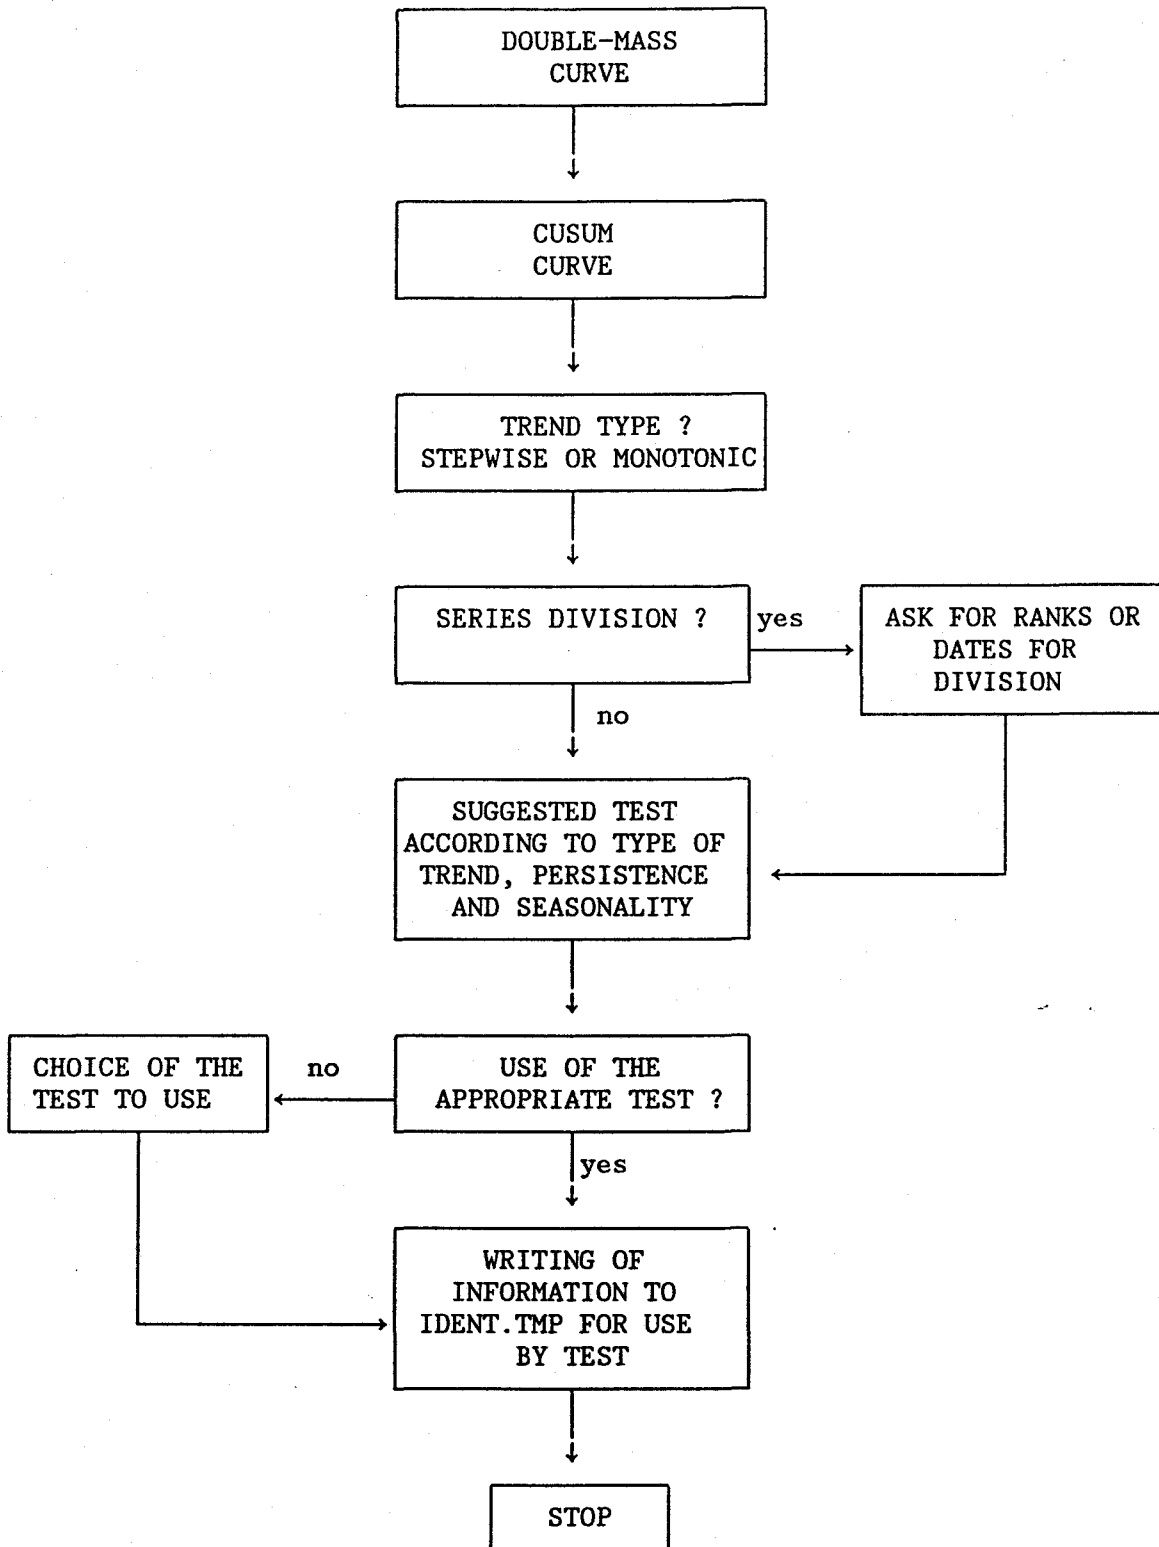 DOUBLE-MASS
CURVE
CUSUM
CURVE
TREND TYPE ?
STEPWISE OR MONOTONIC
SERIES DIVISION ?
yes
ASK FOR RANKS OR
DATES FOR
DIVISION
no
SUGGESTED TEST
ACCORDING TO TYPE OF
TREND, PERSISTENCE
AND SEASONALITY
CHOICE OF THE
TEST TO USE
no
USE OF THE
APPROPRIATE TEST ?
yes
WRITING OF
INFORMATION TO
IDENT.TMP FOR USE
BY TEST
STOP